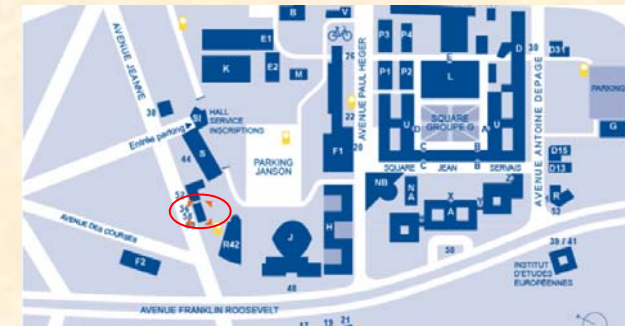 B
V
E1
K
E2
M
26
22
20
F1
P3
P4
P1
P2
E
L
D
30
D31
PARKING
G
AVENUE JEANNE
AVENUE PAUL HEGER
AVENUE ANTOINE DEPAGE
38
SI
HALL
SERVICE
INSCRIPTIONS
Entrée parking
44
S
PARKING
JANSON
U
D
SQUARE
GROUPE G
A
U
B
B
C
C
SQUARE
JEAN
SERVAIS
D15
D13
NB
N
A
X
A
R
52
56
AVENUE DES COURSES
F2
R42
J
H
48
50
39 / 41
INSTITUT
D'ETUDES
EUROPÉENNES
AVENUE FRANKLIN ROOSEVELT
17
19
21